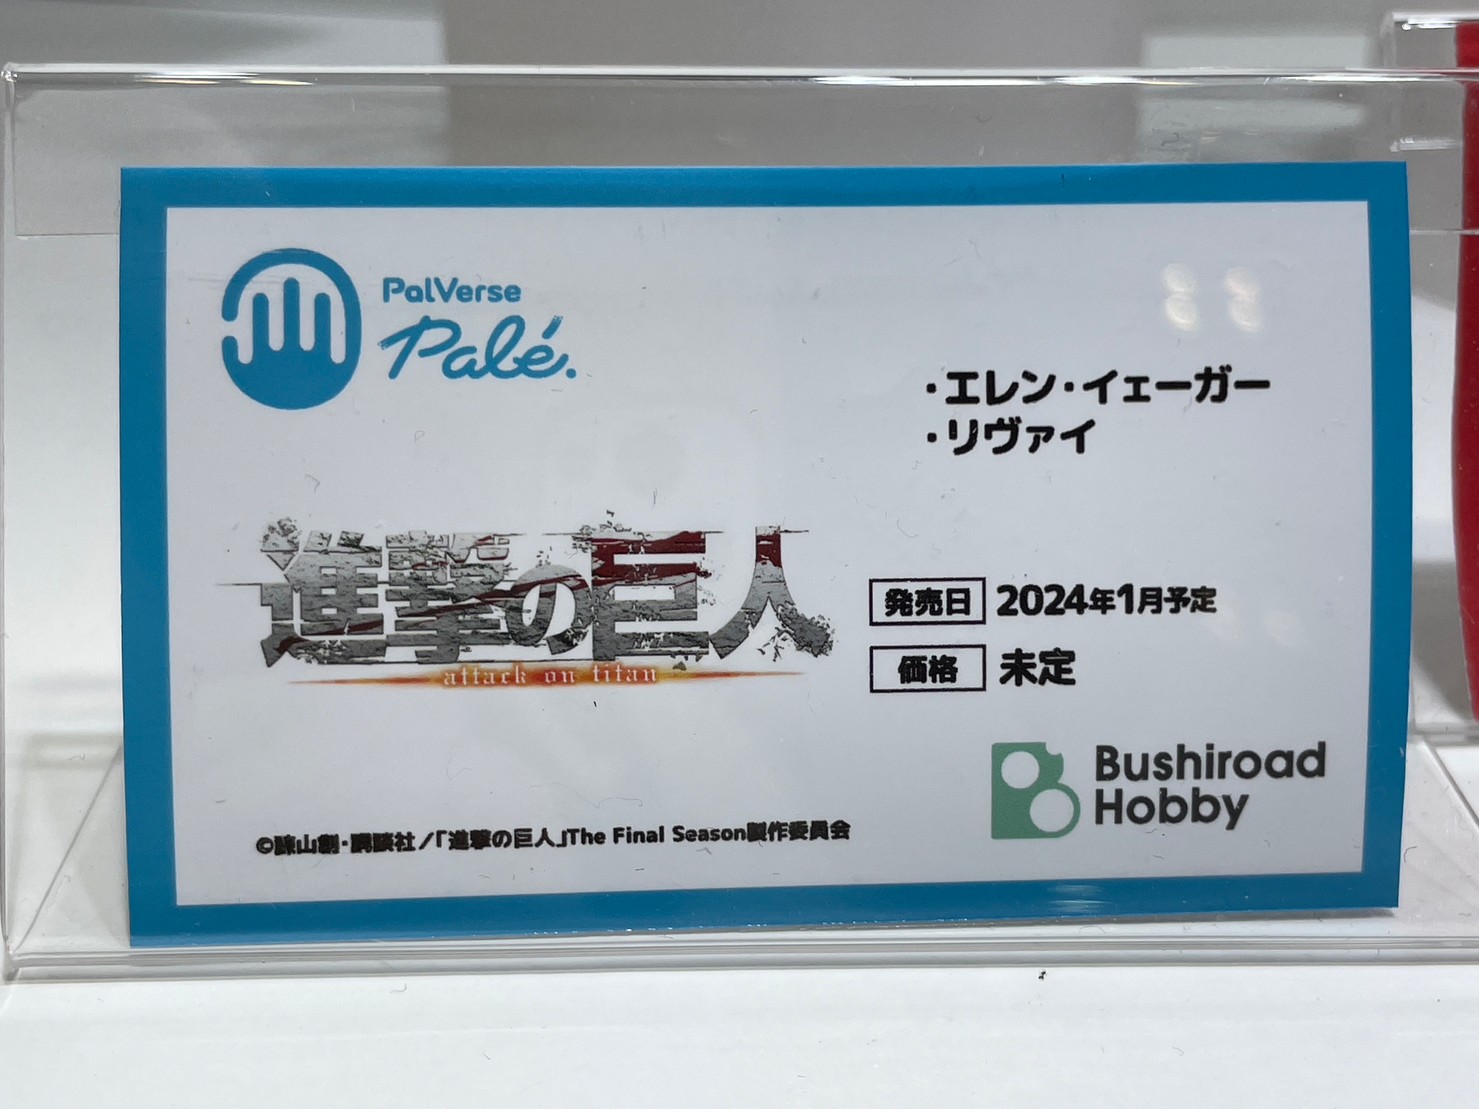 PalVerse
Palé.
・エレン・イェーガー
・リヴァイ
進撃の巨人
attack on titan
発売日 2024年1月予定
価格 未定
Bushiroad
Hobby
©諫山創・講談社/「進撃の巨人」The Final Season製作委員会